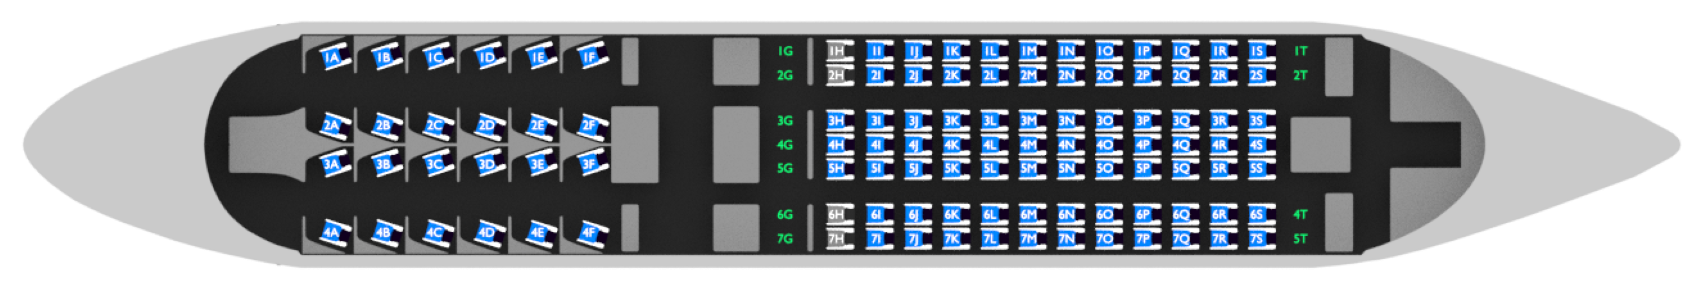 1A 1B 1C 1D 1E 1F 1G 1H 1I 1J 1K 1L 1M 1N 1O 1P 1Q 1R 1S 1T
2G 2H 2I 2J 2K 2L 2M 2N 2O 2P 2Q 2R 2S 2T
2A 2B 2C 2D 2E 2F 3G 3H 3I 3J 3K 3L 3M 3N 3O 3P 3Q 3R 3S
4G 4H 4I 4J 4K 4L 4M 4N 4O 4P 4Q 4R 4S
3A 3B 3C 3D 3E 3F 5G 5H 5I 5J 5K 5L 5M 5N 5O 5P 5Q 5R 5S
6G 6H 6I 6J 6K 6L 6M 6N 6O 6P 6Q 6R 6S 4T
4A 4B 4C 4D 4E 4F 7G 7H 7I 7J 7K 7L 7M 7N 7O 7P 7Q 7R 7S 5T